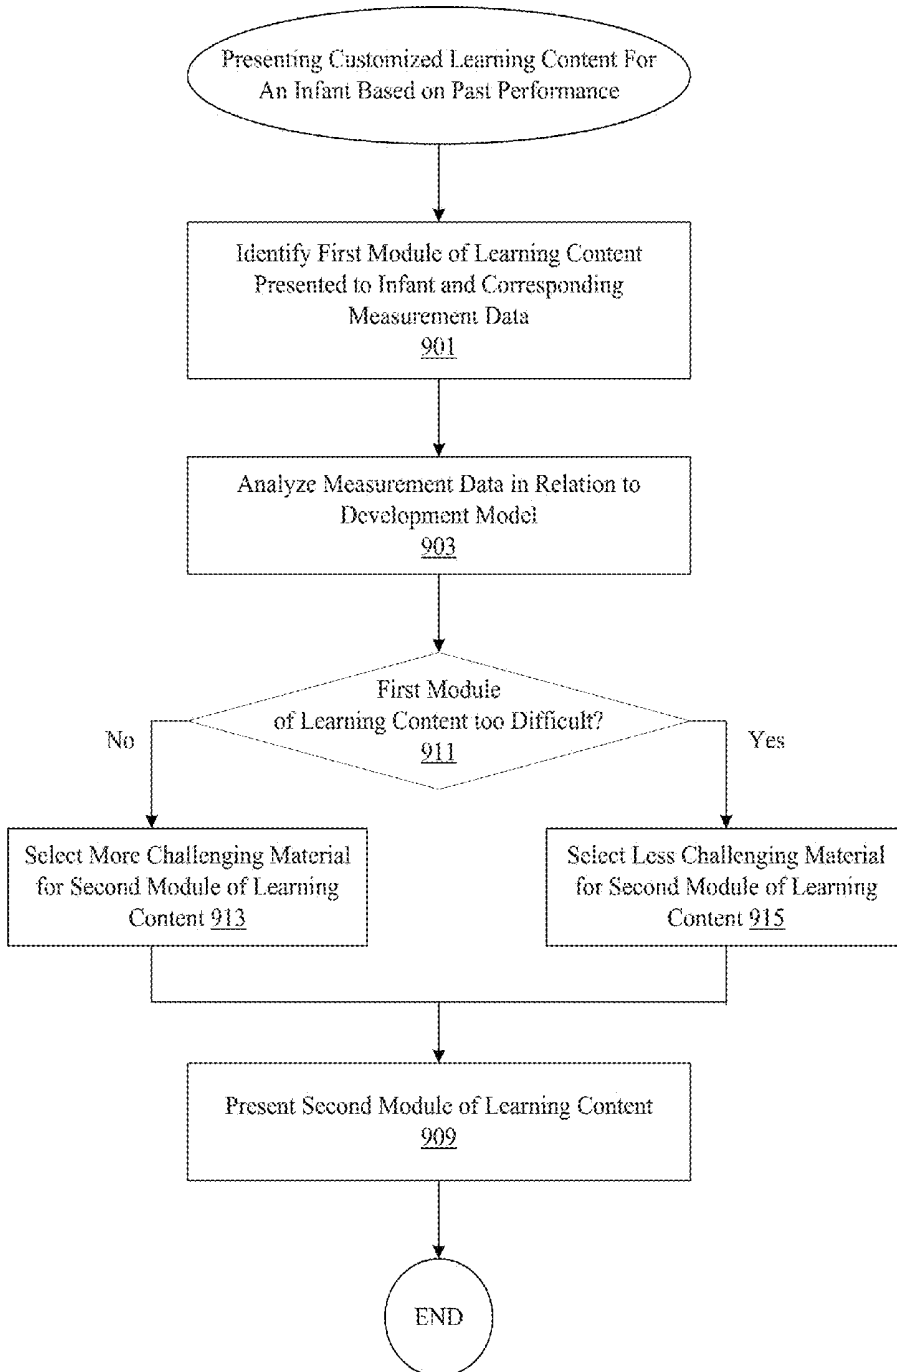 Presenting Customized Learning Content For
An Infant Based on Past Performance
Identify First Module of Learning Content
Presented to Infant and Corresponding
Measurement Data
901
Analyze Measurement Data in Relation to
Development Model
903
First Module
of Learning Content too Difficult?
911
No
Yes
Select More Challenging Material
for Second Module of Learning
Content 913
Select Less Challenging Material
for Second Module of Learning
Content 915
Present Second Module of Learning Content
909
END